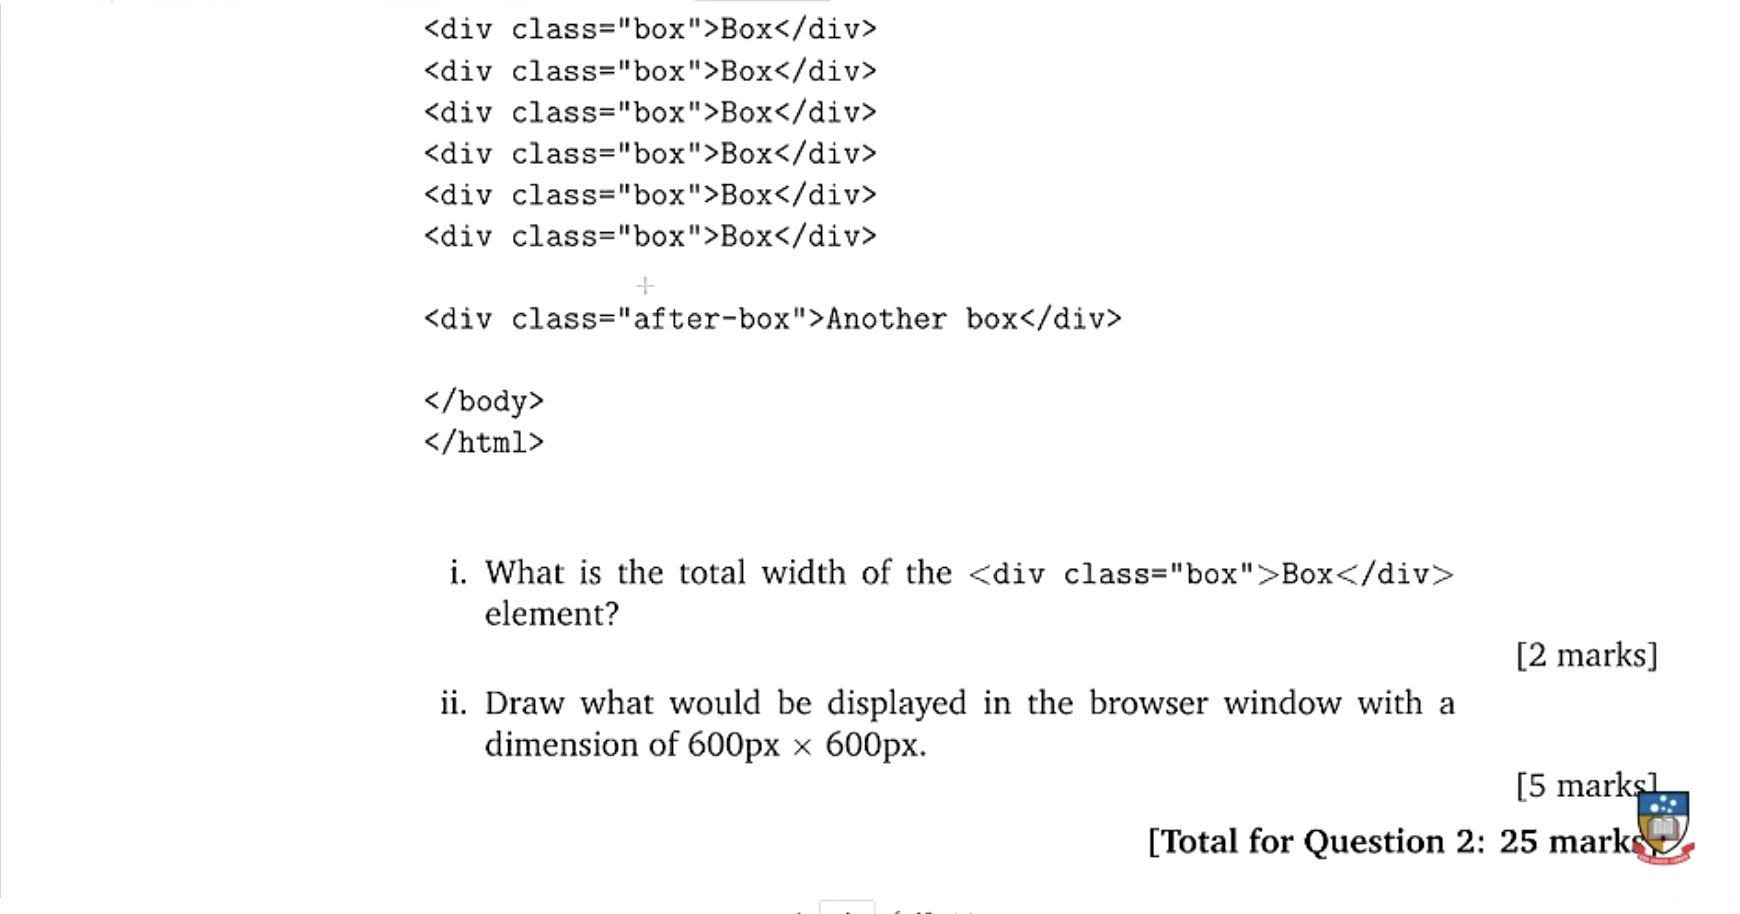 <div class="box">Box</div>
<div class="box">Box</div>
<div class="box">Box</div>
<div class="box">Box</div>
<div class="box">Box</div>
<div class="box">Box</div>
<div class="after-box">Another box</div>
</body>
</html>
i. What is the total width of the <div class="box">Box</div>
element?
[2 marks]
ii. Draw what would be displayed in the browser window with a
dimension of 600px × 600px.
[5 marks]
[Total for Question 2: 25 marks